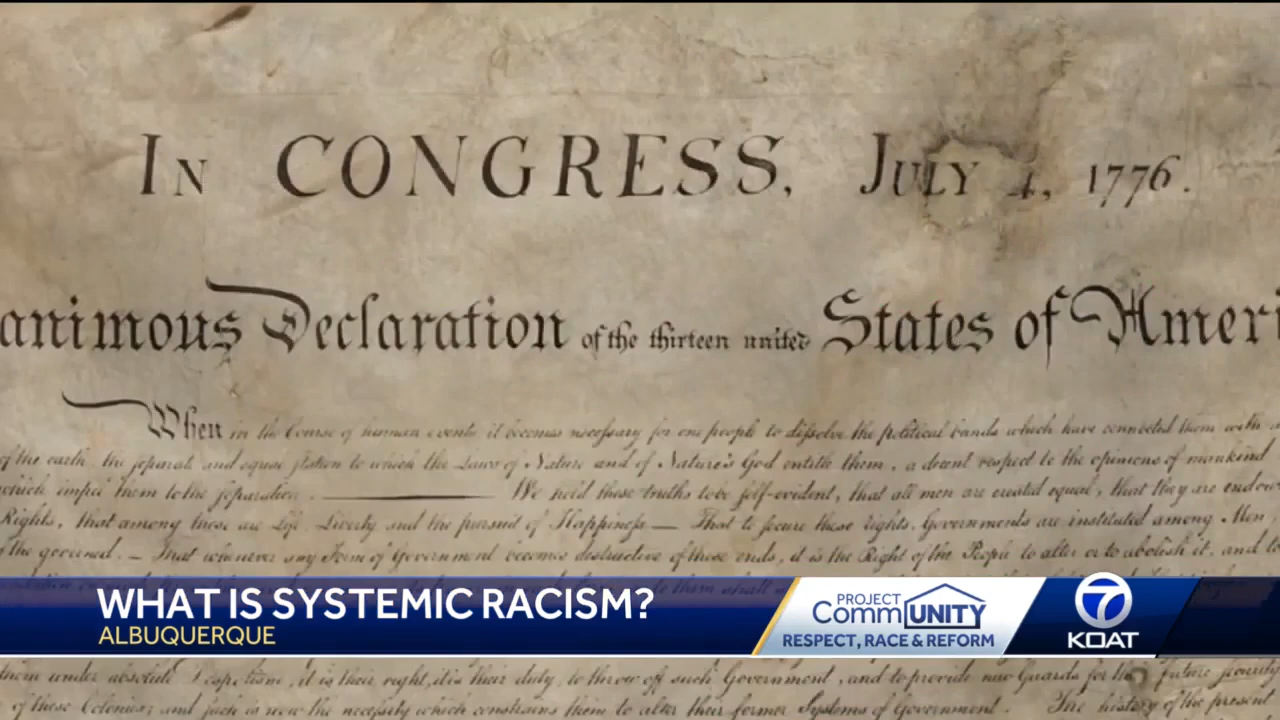 IN CONGRESS, JULY 4, 1776.
animous Declaration of the thirteen united States of Ameri
When in the Course of human events it becomes necessary for one people to dissolve the political bands which have connected them with
of the earth, the separate and equal station to which the Laws of Nature and of Nature's God entitle them, a decent respect to the opinions of mankind
which impel them to the separation. We hold these truths to be self-evident, that all men are created equal, that they are endow
Rights, that among these are Life, Liberty and the pursuit of Happiness— That to secure these rights, Governments are instituted among Men,
the governed, — That whenever any Form of Government becomes destructive of these ends, it is the Right of the People to alter or to abolish it, and to
WHAT IS SYSTEMIC RACISM?
ALBUQUERQUE
PROJECT
CommUNITY
RESPECT, RACE & REFORM
7
KOAT
them under absolute Despotism, it is their right, it is their duty, to throw off such Government, and to provide new Guards for their future security
of these Colonies; and such is now the necessity which constrains them to alter their former Systems of Government. The history of the present